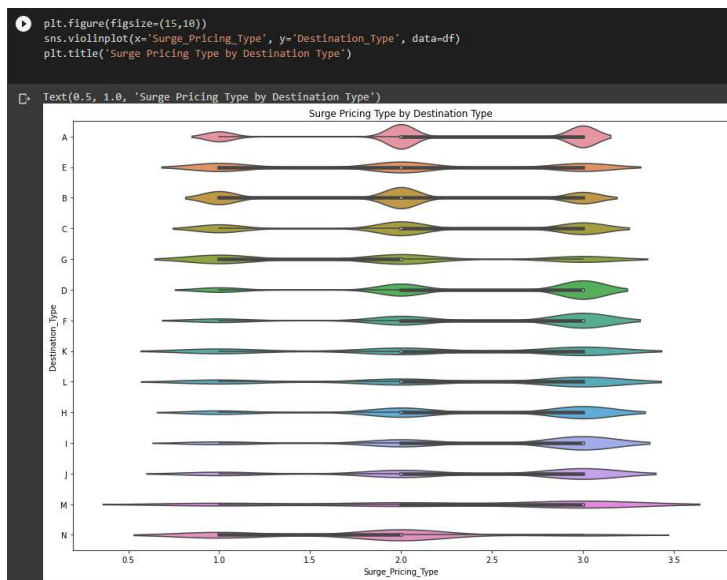 plt.figure(figsize=(15,10))
sns.violinplot(x='Surge_Pricing_Type', y='Destination_Type', data=df)
plt.title('Surge Pricing Type by Destination Type')
Text(0.5, 1.0, 'Surge Pricing Type by Destination Type')
Surge Pricing Type by Destination Type
Destination_Type
A
E
B
C
G
D
F
K
L
H
I
J
M
N
0.5 1.0 1.5 2.0 2.5 3.0 3.5
Surge_Pricing_Type